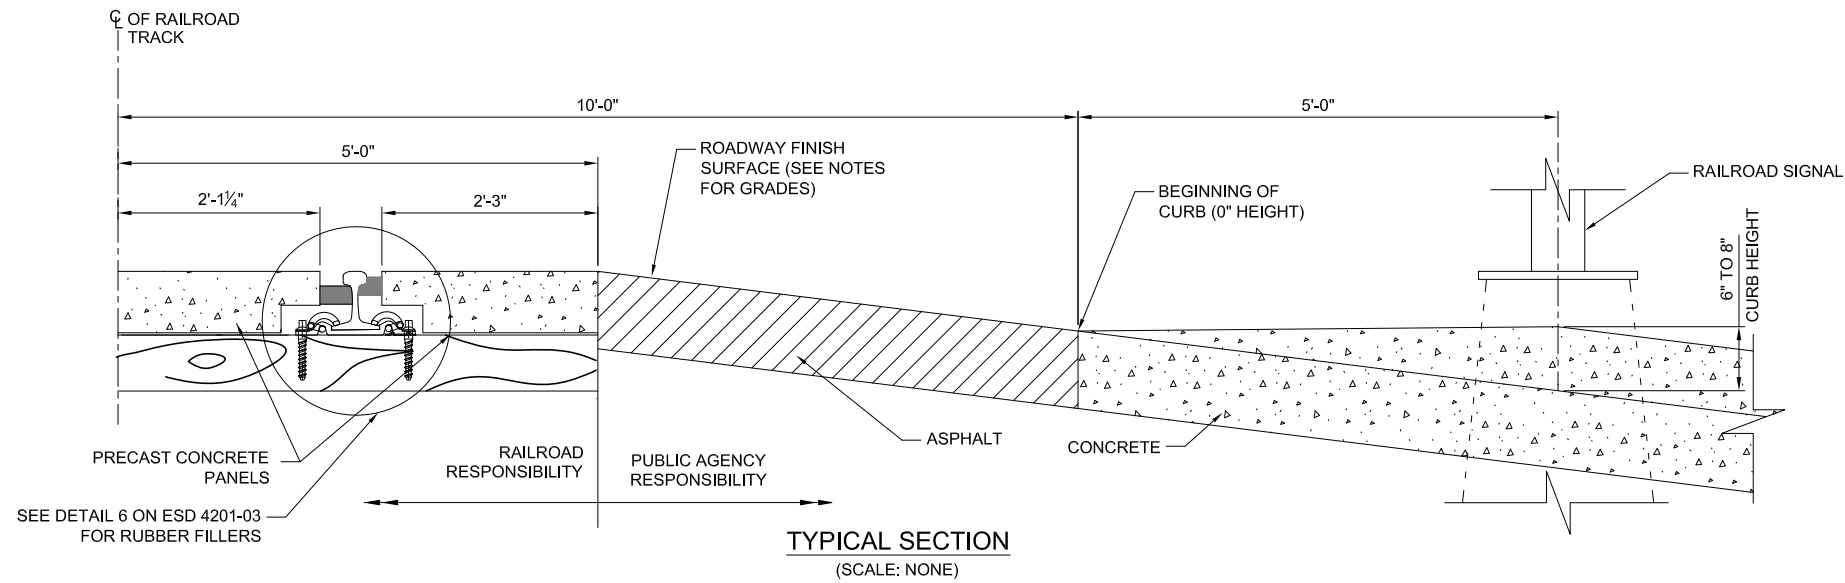 ℄ OF RAILROAD
TRACK
10'-0"
5'-0"
5'-0"
2'-1¼"
2'-3"
ROADWAY FINISH
SURFACE (SEE NOTES
FOR GRADES)
BEGINNING OF
CURB (0" HEIGHT)
RAILROAD SIGNAL
6" TO 8"
CURB HEIGHT
PRECAST CONCRETE
PANELS
RAILROAD
RESPONSIBILITY
PUBLIC AGENCY
RESPONSIBILITY
ASPHALT
CONCRETE
SEE DETAIL 6 ON ESD 4201-03
FOR RUBBER FILLERS
TYPICAL SECTION
(SCALE: NONE)